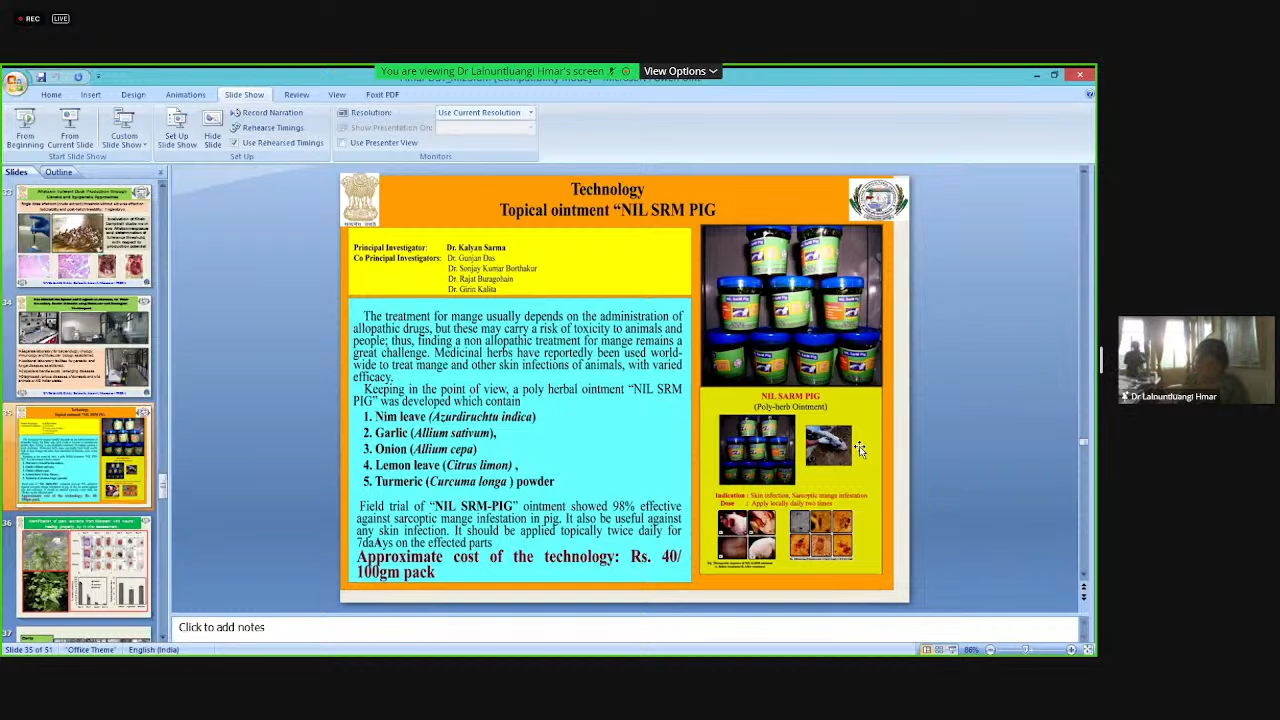 REC LIVE
You are viewing Dr Lalnuntluangi Hmar's screen
View Options
Home Insert Design Animations Slide Show Review View Foxit PDF
From Beginning
From Current Slide
Custom Slide Show
Start Slide Show
Set Up Slide Show
Hide Slide
Record Narration
Rehearse Timings
Use Rehearsed Timings
Set Up
Resolution: Use Current Resolution
Show Presentation On:
Use Presenter View
Monitors
Slides Outline
34
35
36
37
Technology
Topical ointment “NIL SRM PIG
Principal Investigator: Dr. Kalyan Sarma
Co Principal Investigators: Dr. Gunjan Das
Dr. Sonjay Kumar Borthakur
Dr. Rajat Buragohain
Dr. Girin Kalita
The treatment for mange usually depends on the administration of
allopathic drugs, but these may carry a risk of toxicity to animals and
people; thus, finding a non allopathic treatment for mange remains a
great challenge. Medicinal herbs have reportedly been used world-
wide to treat mange and other skin infections of animals, with varied
efficacy.
Keeping in the point of view, a poly herbal ointment “NIL SRM
PIG” was developed which contain
1. Nim leave (Azurdiruchtu indica)
2. Garlic (Allium sativum),
3. Onion (Allium cepa)
4. Lemon leave (Citrus limon) ,
5. Turmeric (Curcuma longa) powder
Field trial of “NIL SRM-PIG” ointment showed 98% effective
against sarcoptic mange infestation in pig. It also be useful against
any skin infection. It should be applied topically twice daily for
7daAys on the effected parts
Approximate cost of the technology: Rs. 40/
100gm pack
NIL SARM PIG
(Poly-herb Ointment)
Indication : Skin infection, Sarcoptic mange infestation
Dose : Apply locally daily two times
Click to add notes
Slide 35 of 51 "Office Theme" English (India) 86%
Dr Lalnuntluangi Hmar